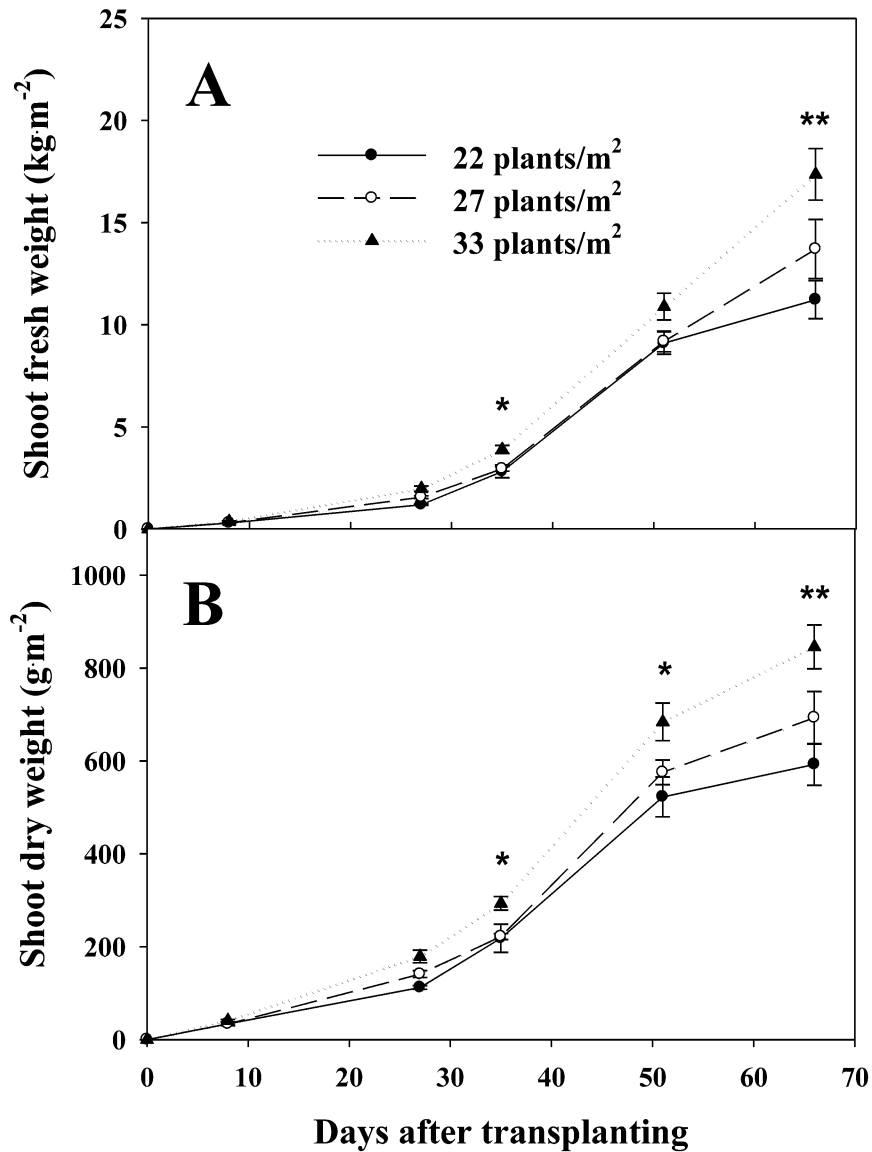 25
A
20
**
22 plants/m²
27 plants/m²
33 plants/m²
15
10
*
5
0
Shoot fresh weight (kg·m⁻²)
1000
B
**
800
*
600
400
*
200
0
Shoot dry weight (g·m⁻²)
0 10 20 30 40 50 60 70
Days after transplanting